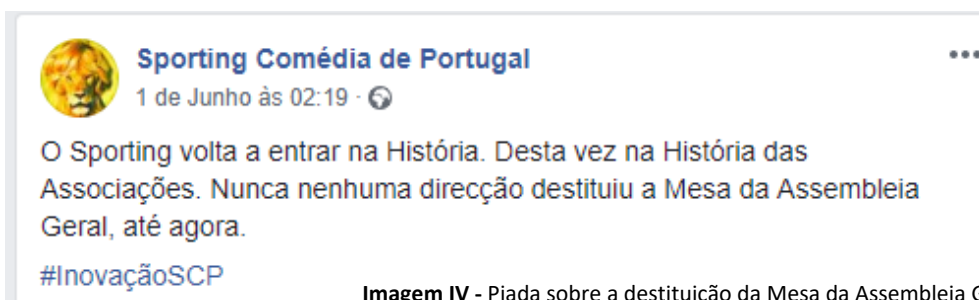 Sporting Comédia de Portugal
1 de Junho às 02:19 ·
O Sporting volta a entrar na História. Desta vez na História das
Associações. Nunca nenhuma direcção destituiu a Mesa da Assembleia
Geral, até agora.
#InovaçãoSCP
Imagem IV - Piada sobre a destituição da Mesa da Assembleia